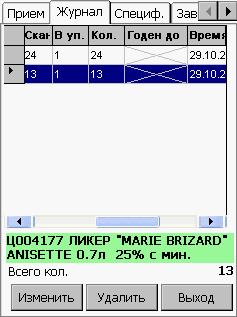 Прием Журнал Специф. Зав
Скан В уп. Кол. Годен до Время
24 1 24 29.10.2
13 1 13 29.10.2
Ц004177 ЛИКЕР "MARIE BRIZARD"
ANISETTE 0.7л 25% с мин.
Всего кол. 13
Изменить Удалить Выход